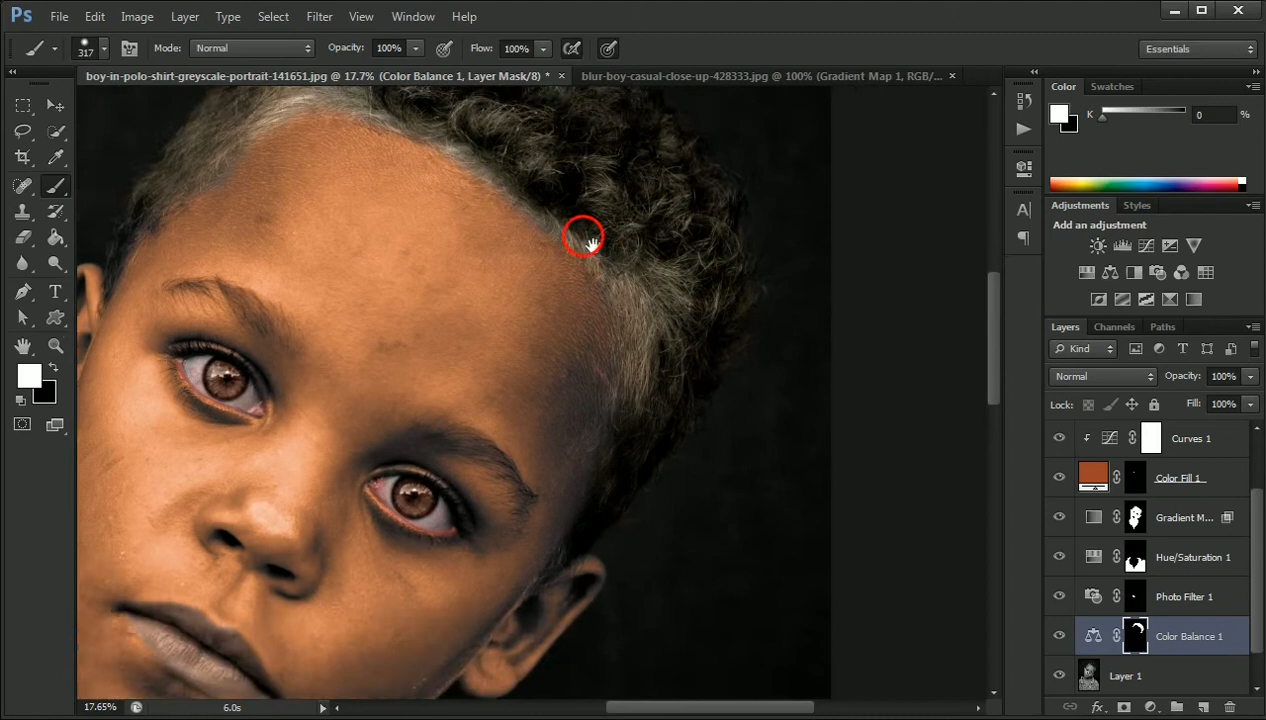 Ps File Edit Image Layer Type Select Filter View Window Help
317 Mode: Normal Opacity: 100% Flow: 100% Essentials
boy-in-polo-shirt-greyscale-portrait-141651.jpg @ 17.7% (Color Balance 1, Layer Mask/8) * × blur-boy-casual-close-up-428333.jpg @ 100% (Gradient Map 1, RGB/... ×
Color Swatches
K 0 %
Adjustments Styles
Add an adjustment
Layers Channels Paths
Kind
Normal Opacity: 100%
Lock: Fill: 100%
Curves 1
Color Fill 1
Gradient M...
Hue/Saturation 1
Photo Filter 1
Color Balance 1
Layer 1
17.65% 6.0s